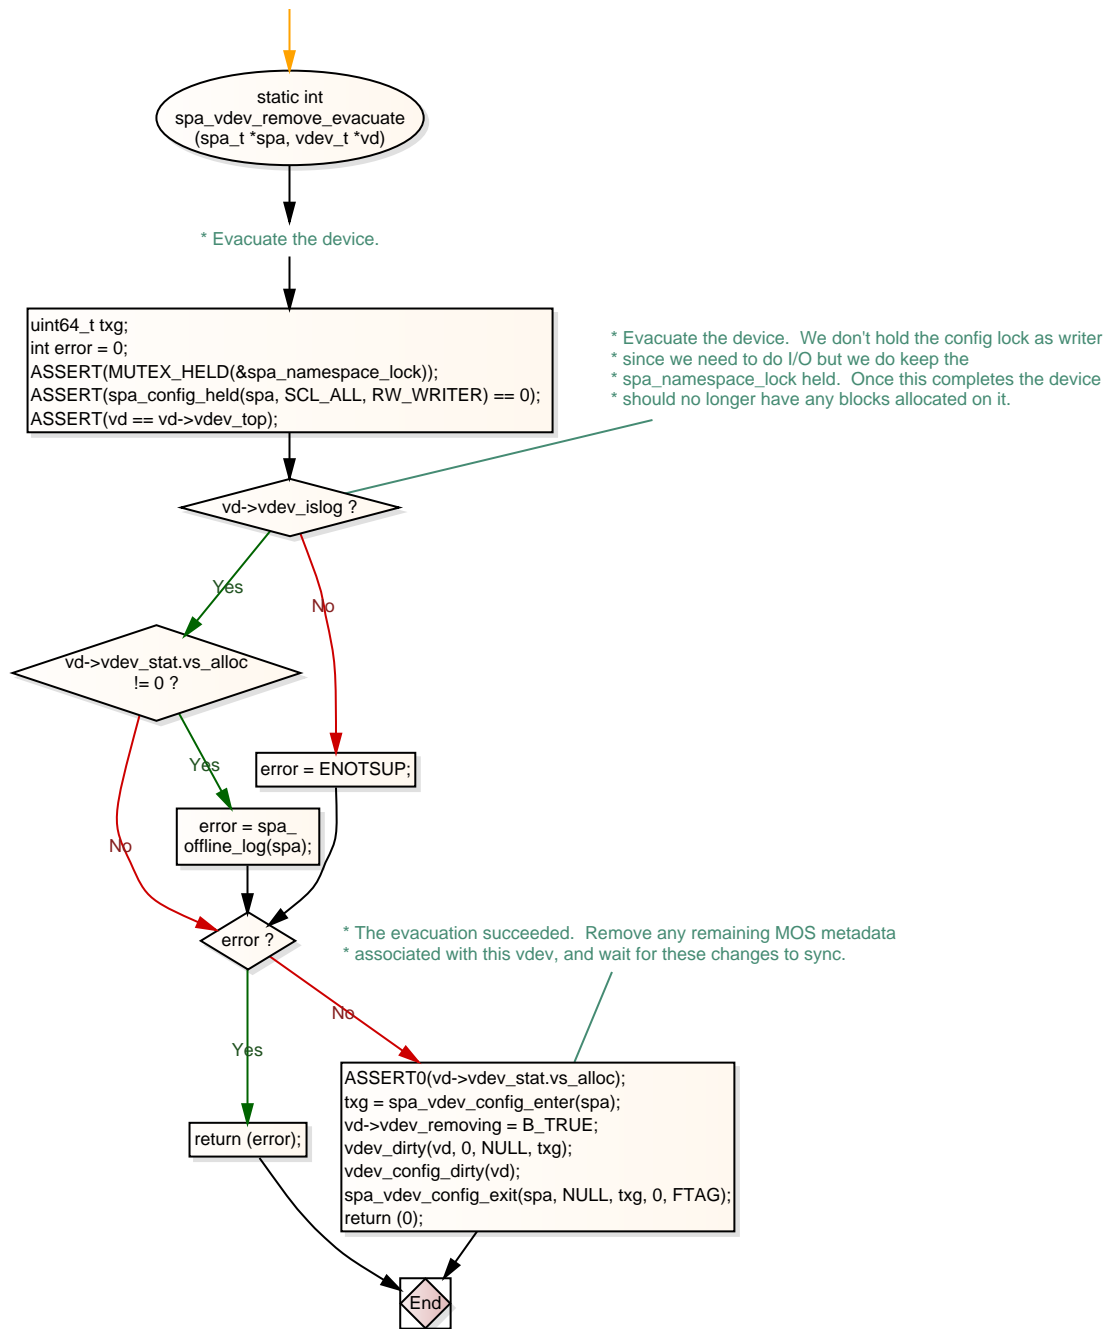 static int
spa_vdev_remove_evacuate
(spa_t *spa, vdev_t *vd)
* Evacuate the device.
uint64_t txg;
int error = 0;
ASSERT(MUTEX_HELD(&spa_namespace_lock));
ASSERT(spa_config_held(spa, SCL_ALL, RW_WRITER) == 0);
ASSERT(vd == vd->vdev_top);
* Evacuate the device.  We don't hold the config lock as writer
* since we need to do I/O but we do keep the
* spa_namespace_lock held.  Once this completes the device
* should no longer have any blocks allocated on it.
vd->vdev_islog ?
Yes
No
vd->vdev_stat.vs_alloc
!= 0 ?
Yes
error = ENOTSUP;
error = spa_
offline_log(spa);
No
error ?
* The evacuation succeeded.  Remove any remaining MOS metadata
* associated with this vdev, and wait for these changes to sync.
No
Yes
ASSERT0(vd->vdev_stat.vs_alloc);
txg = spa_vdev_config_enter(spa);
vd->vdev_removing = B_TRUE;
vdev_dirty(vd, 0, NULL, txg);
vdev_config_dirty(vd);
spa_vdev_config_exit(spa, NULL, txg, 0, FTAG);
return (0);
return (error);
End